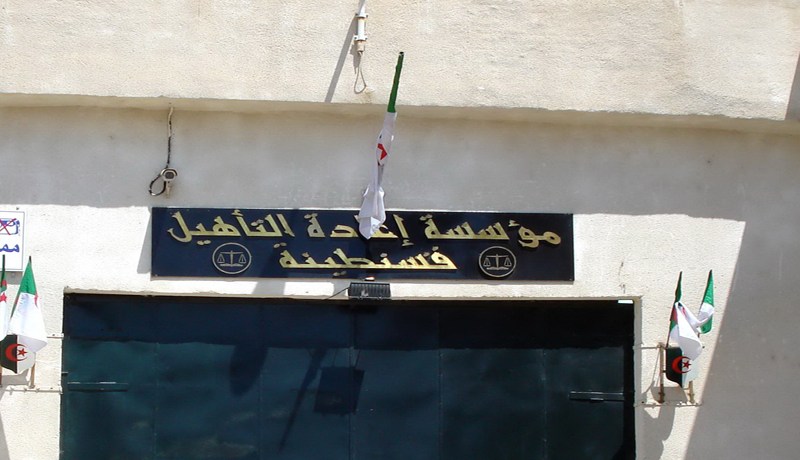 مؤسسة إعادة التأهيل
قسنطينة